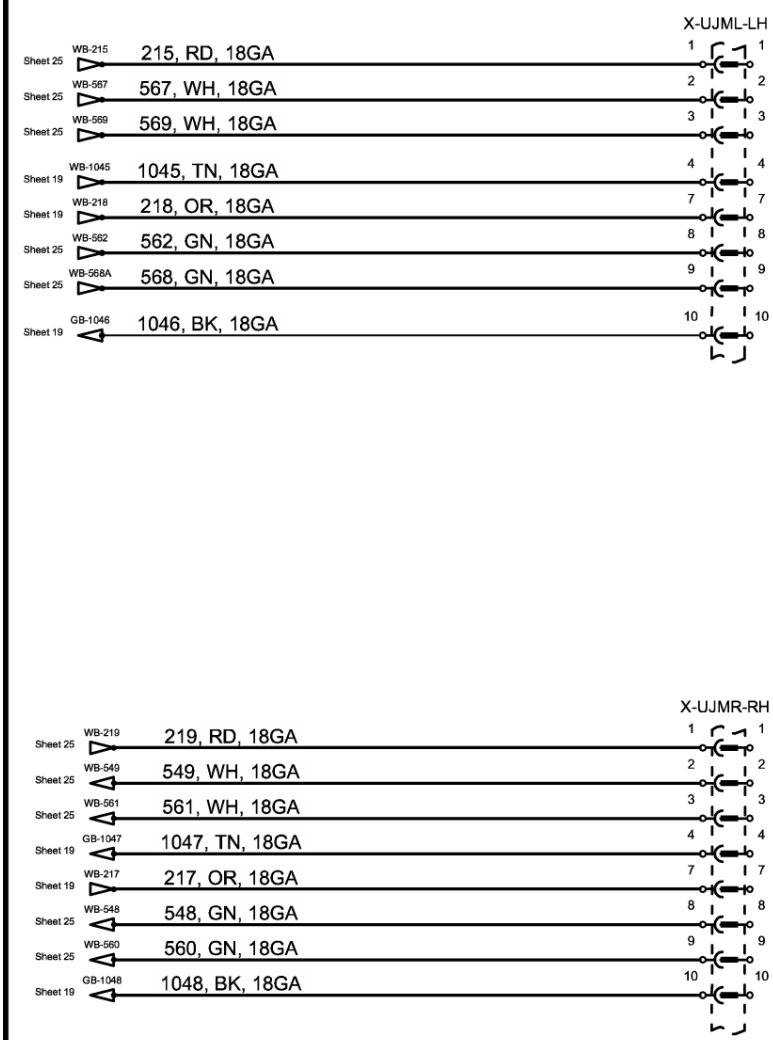 X-UJML-LH
Sheet 25 WB-215 215, RD, 18GA 1 1
Sheet 25 WB-567 567, WH, 18GA 2 2
Sheet 25 WB-569 569, WH, 18GA 3 3
Sheet 19 WB-1045 1045, TN, 18GA 4 4
Sheet 19 WB-218 218, OR, 18GA 7 7
Sheet 25 WB-562 562, GN, 18GA 8 8
Sheet 25 WB-568A 568, GN, 18GA 9 9
Sheet 19 GB-1046 1046, BK, 18GA 10 10
X-UJMR-RH
Sheet 25 WB-219 219, RD, 18GA 1 1
Sheet 25 WB-549 549, WH, 18GA 2 2
Sheet 25 WB-561 561, WH, 18GA 3 3
Sheet 19 GB-1047 1047, TN, 18GA 4 4
Sheet 19 WB-217 217, OR, 18GA 7 7
Sheet 25 WB-548 548, GN, 18GA 8 8
Sheet 25 WB-560 560, GN, 18GA 9 9
Sheet 19 GB-1048 1048, BK, 18GA 10 10